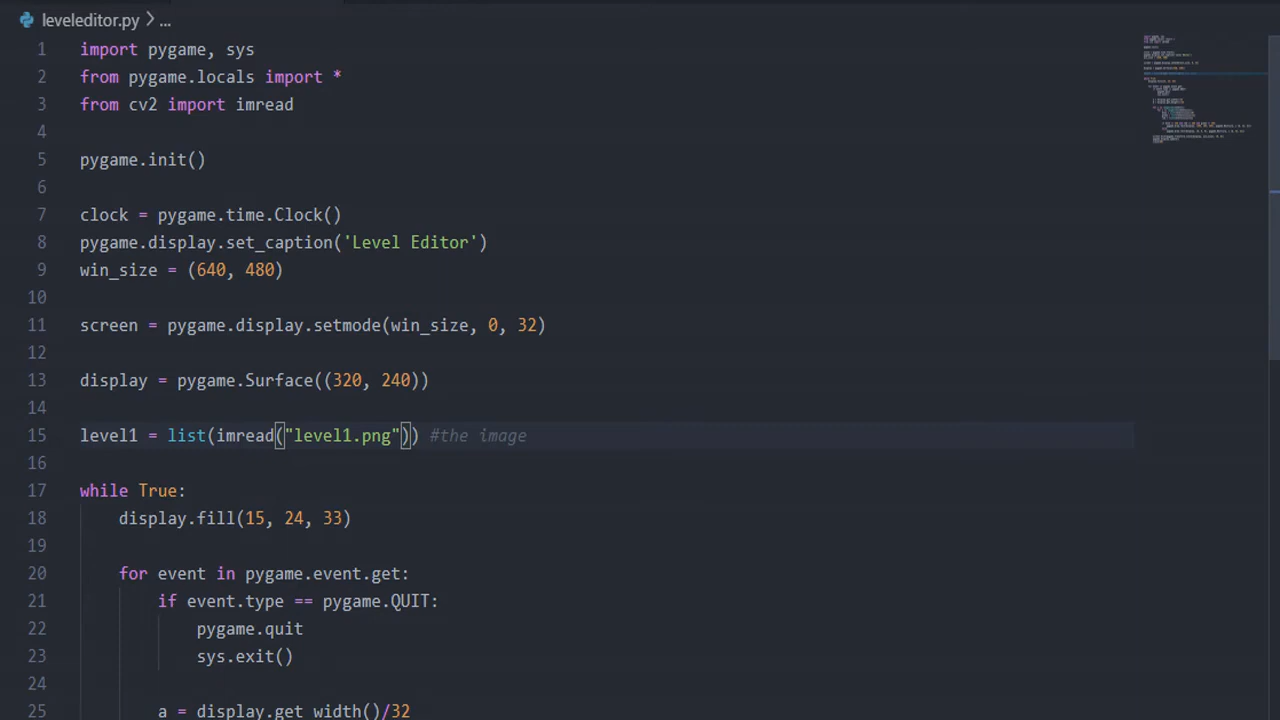 leveleditor.py > ...
1 import pygame, sys
2 from pygame.locals import *
3 from cv2 import imread
4
5 pygame.init()
6
7 clock = pygame.time.Clock()
8 pygame.display.set_caption('Level Editor')
9 win_size = (640, 480)
10
11 screen = pygame.display.setmode(win_size, 0, 32)
12
13 display = pygame.Surface((320, 240))
14
15 level1 = list(imread("level1.png")) #the image
16
17 while True:
18     display.fill(15, 24, 33)
19
20     for event in pygame.event.get:
21         if event.type == pygame.QUIT:
22             pygame.quit
23             sys.exit()
24
25         a = display.get_width()/32